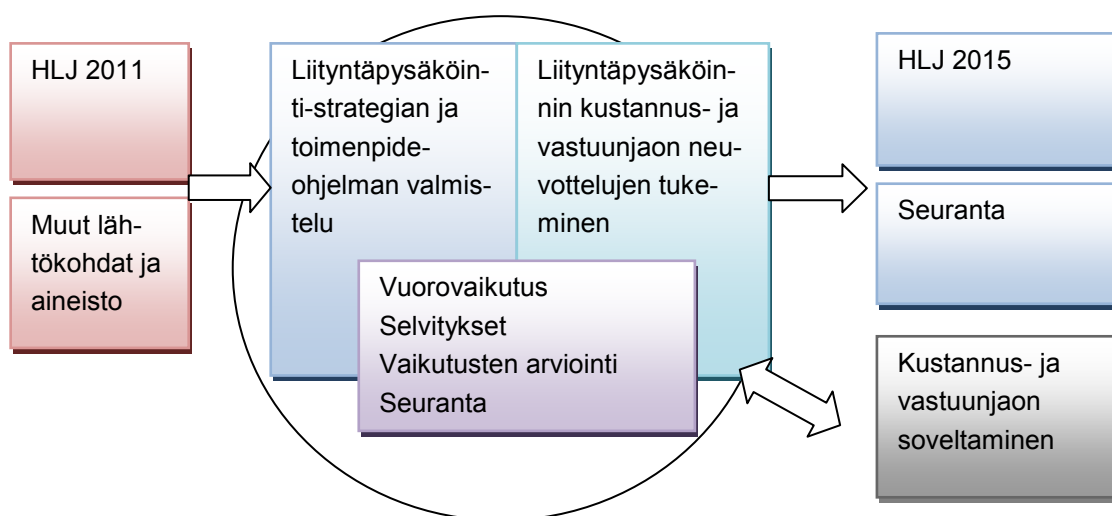 HLJ 2011
Muut läh-
tökohdat ja
aineisto
Liityntäpysäköin-
ti-strategian ja
toimenpide-
ohjelman valmis-
telu
Liityntäpysäköin-
nin kustannus- ja
vastuunjaon neu-
vottelujen tuke-
minen
Vuorovaikutus
Selvitykset
Vaikutusten arviointi
Seuranta
HLJ 2015
Seuranta
Kustannus- ja
vastuunjaon
soveltaminen